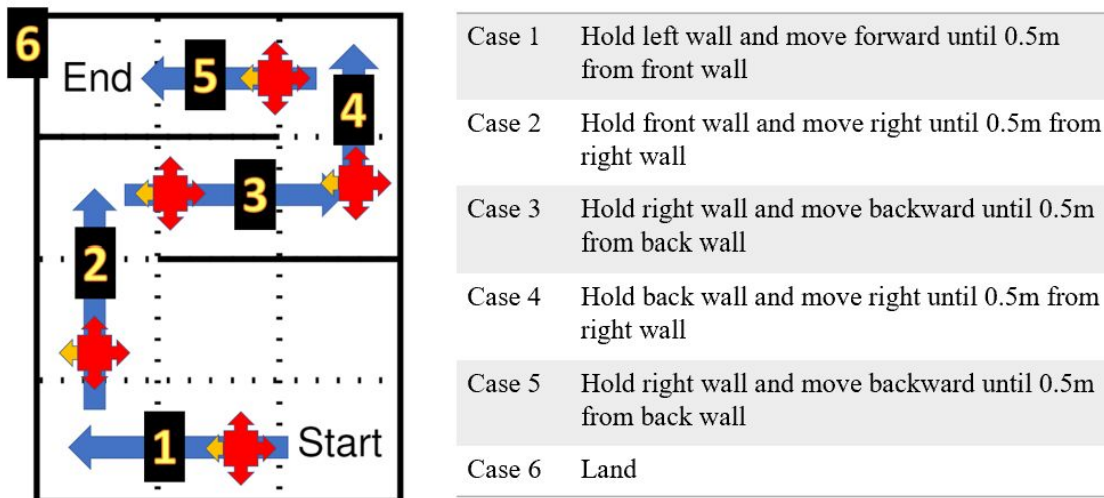 6
End
5
4
3
2
1
Start
Case 1 Hold left wall and move forward until 0.5m
from front wall
Case 2 Hold front wall and move right until 0.5m from
right wall
Case 3 Hold right wall and move backward until 0.5m
from back wall
Case 4 Hold back wall and move right until 0.5m from
right wall
Case 5 Hold right wall and move backward until 0.5m
from back wall
Case 6 Land